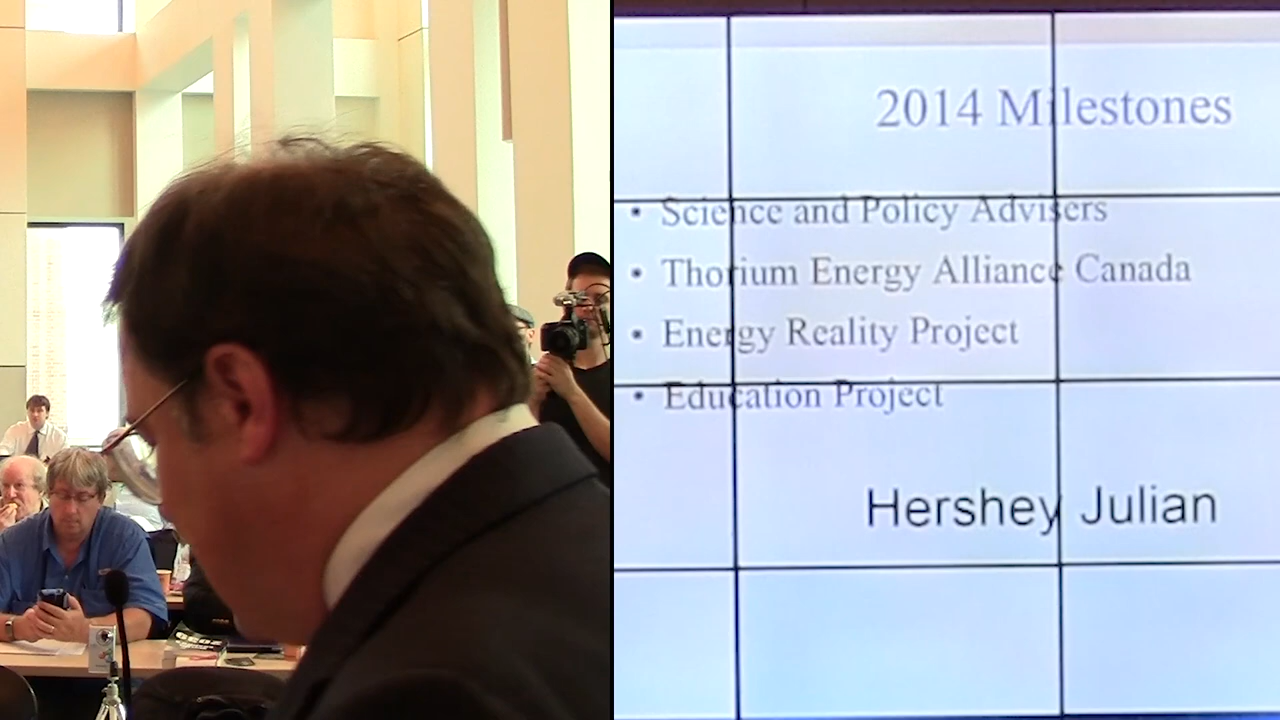 2014 Milestones
• Science and Policy Advisers
• Thorium Energy Alliance Canada
• Energy Reality Project
• Education Project
Hershey Julian